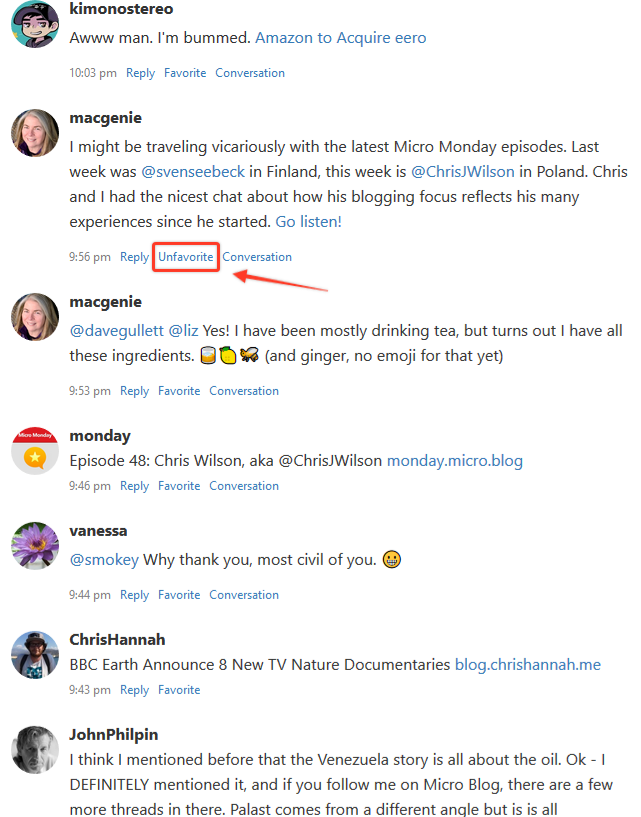 kimonostereo
Awww man. I'm bummed. Amazon to Acquire eero
10:03 pm Reply Favorite Conversation
macgenie
I might be traveling vicariously with the latest Micro Monday episodes. Last
week was @svenseebeck in Finland, this week is @ChrisJWilson in Poland. Chris
and I had the nicest chat about how his blogging focus reflects his many
experiences since he started. Go listen!
9:56 pm Reply Unfavorite Conversation
macgenie
@davegullett @liz Yes! I have been mostly drinking tea, but turns out I have all
these ingredients. 🥃🍋🐝 (and ginger, no emoji for that yet)
9:53 pm Reply Favorite Conversation
Micro Monday
monday
Episode 48: Chris Wilson, aka @ChrisJWilson monday.micro.blog
9:46 pm Reply Favorite Conversation
vanessa
@smokey Why thank you, most civil of you. 😀
9:44 pm Reply Favorite Conversation
ChrisHannah
BBC Earth Announce 8 New TV Nature Documentaries blog.chrishannah.me
9:43 pm Reply Favorite
JohnPhilpin
I think I mentioned before that the Venezuela story is all about the oil. Ok - I
DEFINITELY mentioned it, and if you follow me on Micro Blog, there are a few
more threads in there. Palast comes from a different angle but is is all